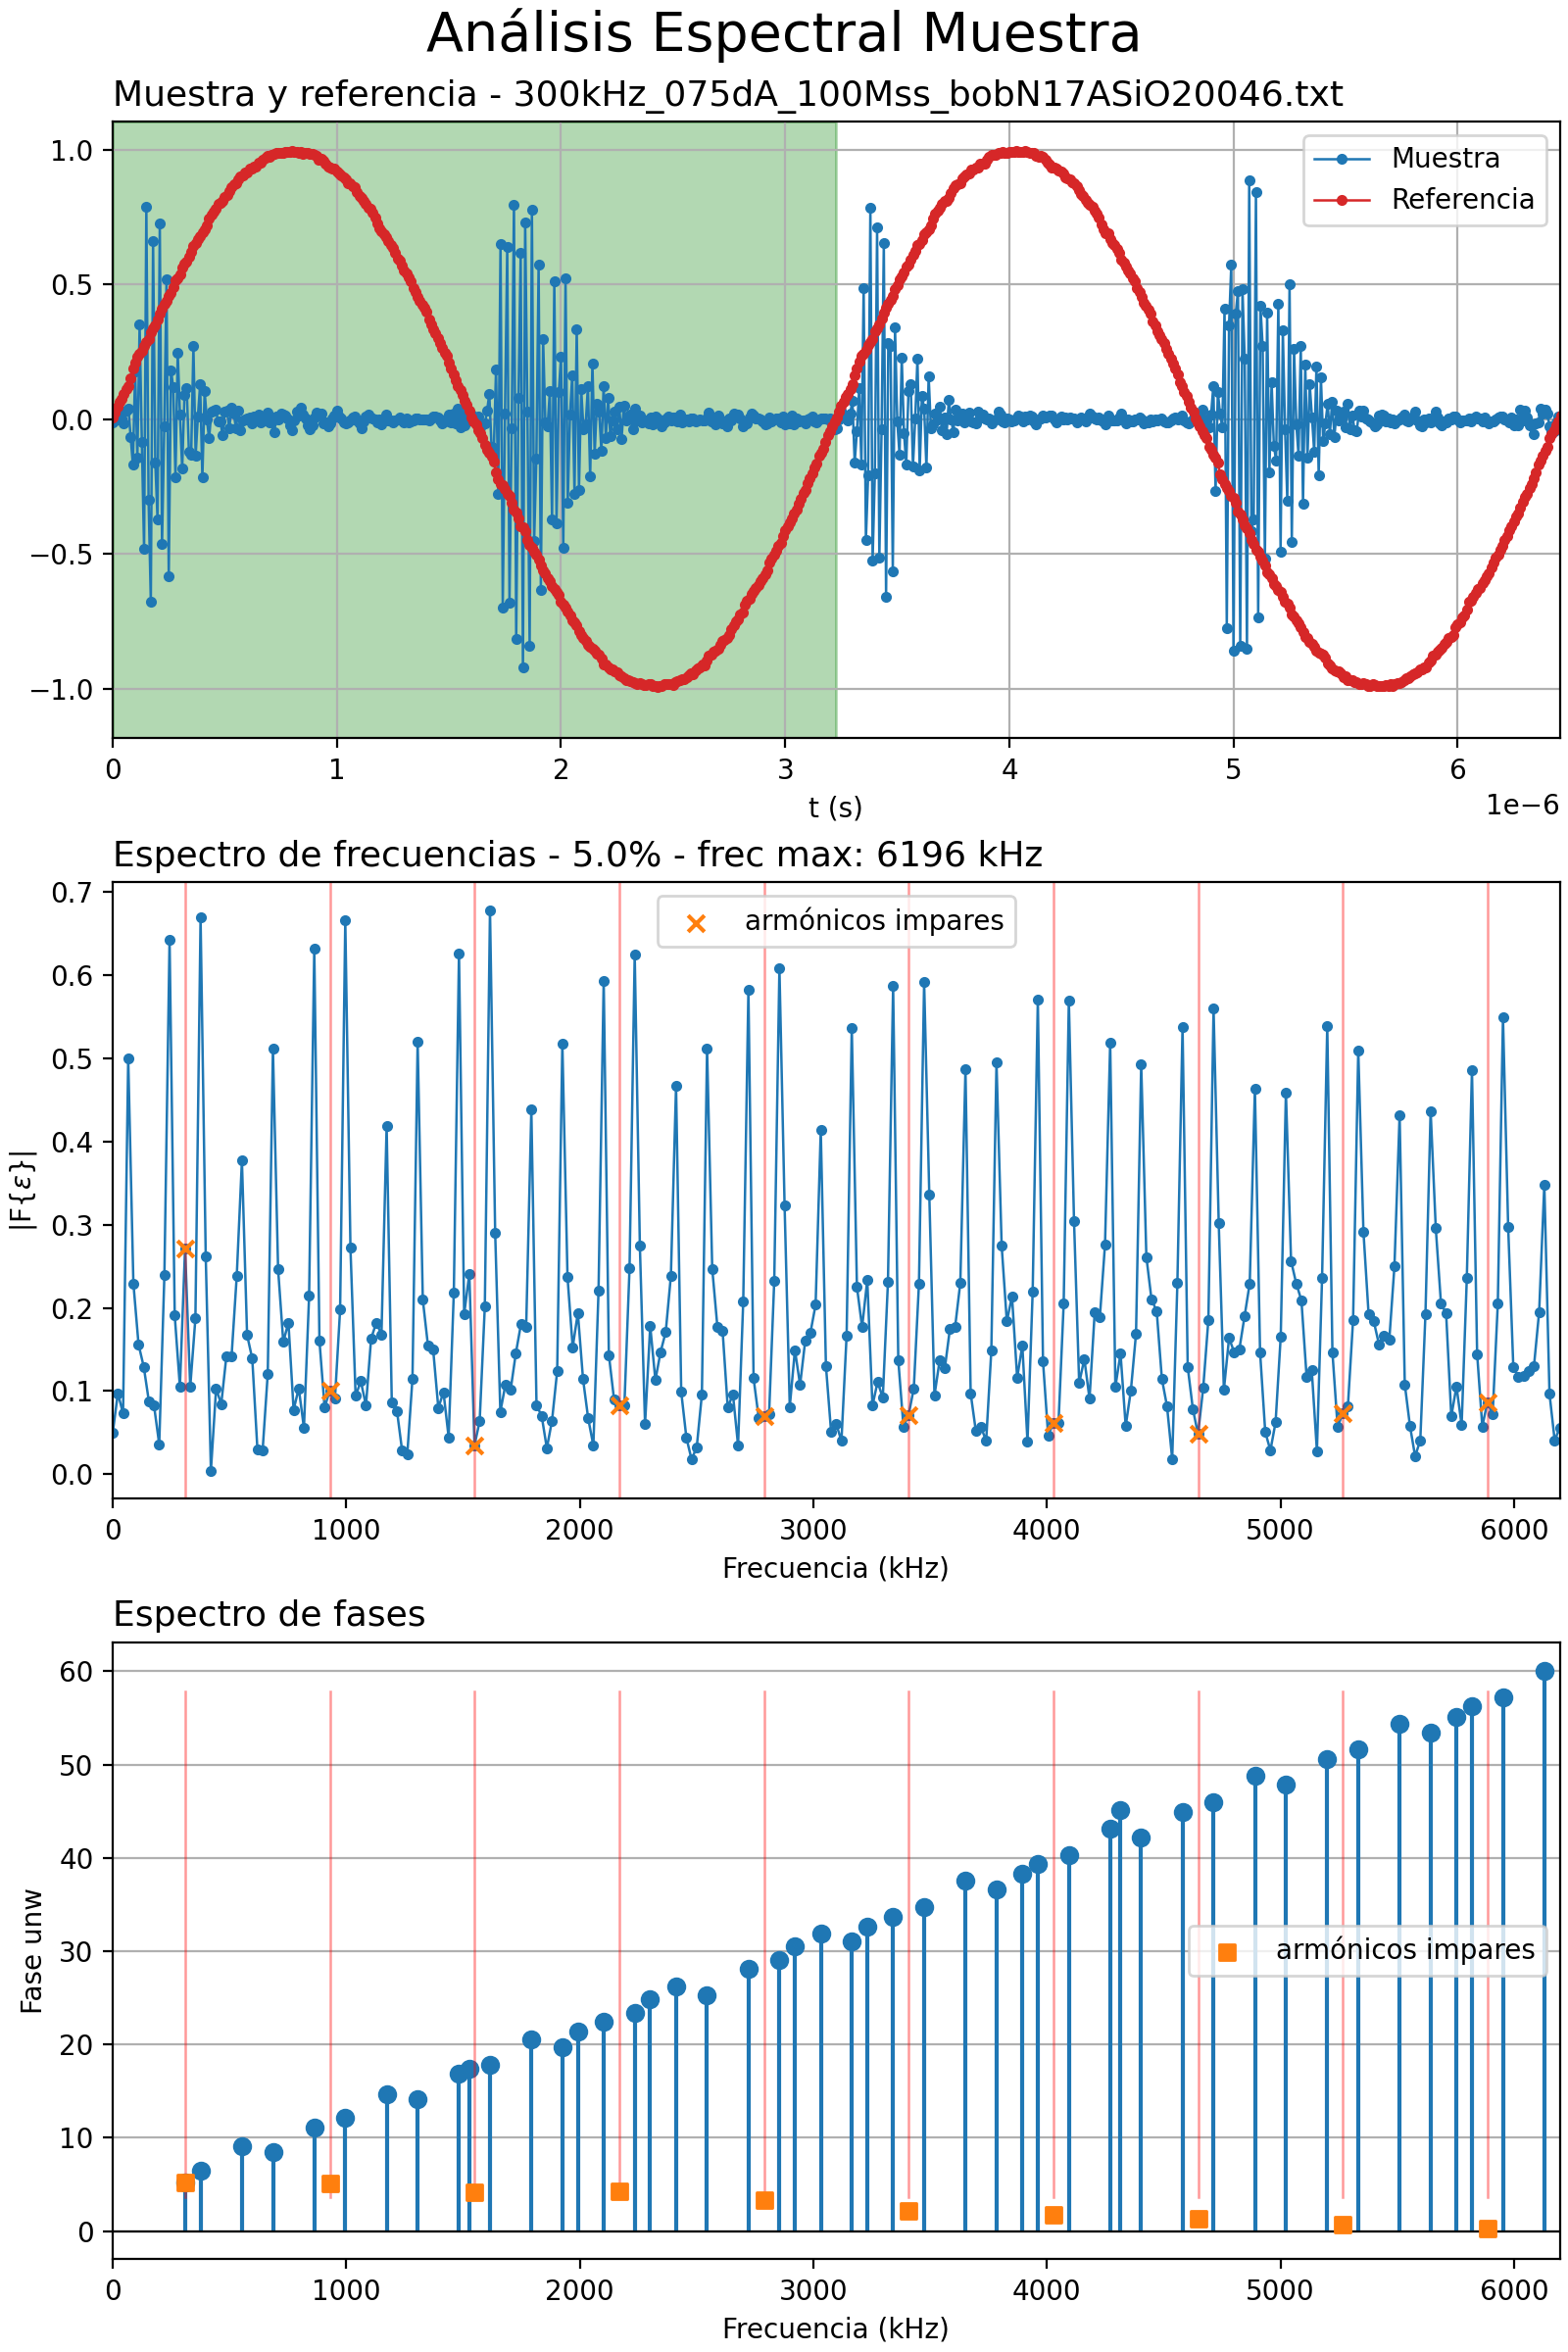 Análisis Espectral Muestra
Muestra y referencia - 300kHz_075dA_100Mss_bobN17ASiO20046.txt
Muestra
Referencia
1.0
0.5
0.0
−0.5
−1.0
0 1 2 3 4 5 6
t (s)
1e−6
Espectro de frecuencias - 5.0% - frec max: 6196 kHz
armónicos impares
|F{ε}|
0.7
0.6
0.5
0.4
0.3
0.2
0.1
0.0
0 1000 2000 3000 4000 5000 6000
Frecuencia (kHz)
Espectro de fases
Fase unw
60
50
40
30
20
10
0
armónicos impares
0 1000 2000 3000 4000 5000 6000
Frecuencia (kHz)